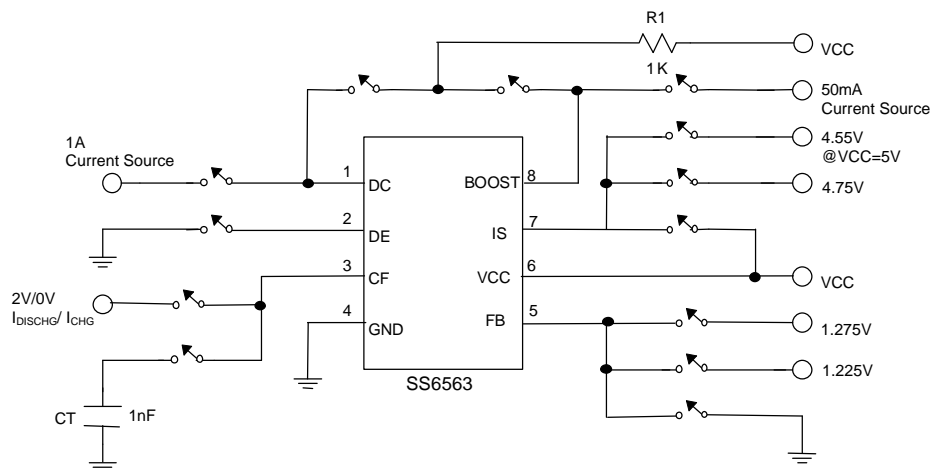 R1
VCC
1K
50mA
Current Source
1A
Current Source
4.55V
@VCC=5V
4.75V
1
DC
BOOST
8
2
DE
IS
7
3
CF
VCC
6
VCC
2V/0V
IDISCHG/ ICHG
4
GND
FB
5
1.275V
1.225V
SS6563
CT
1nF